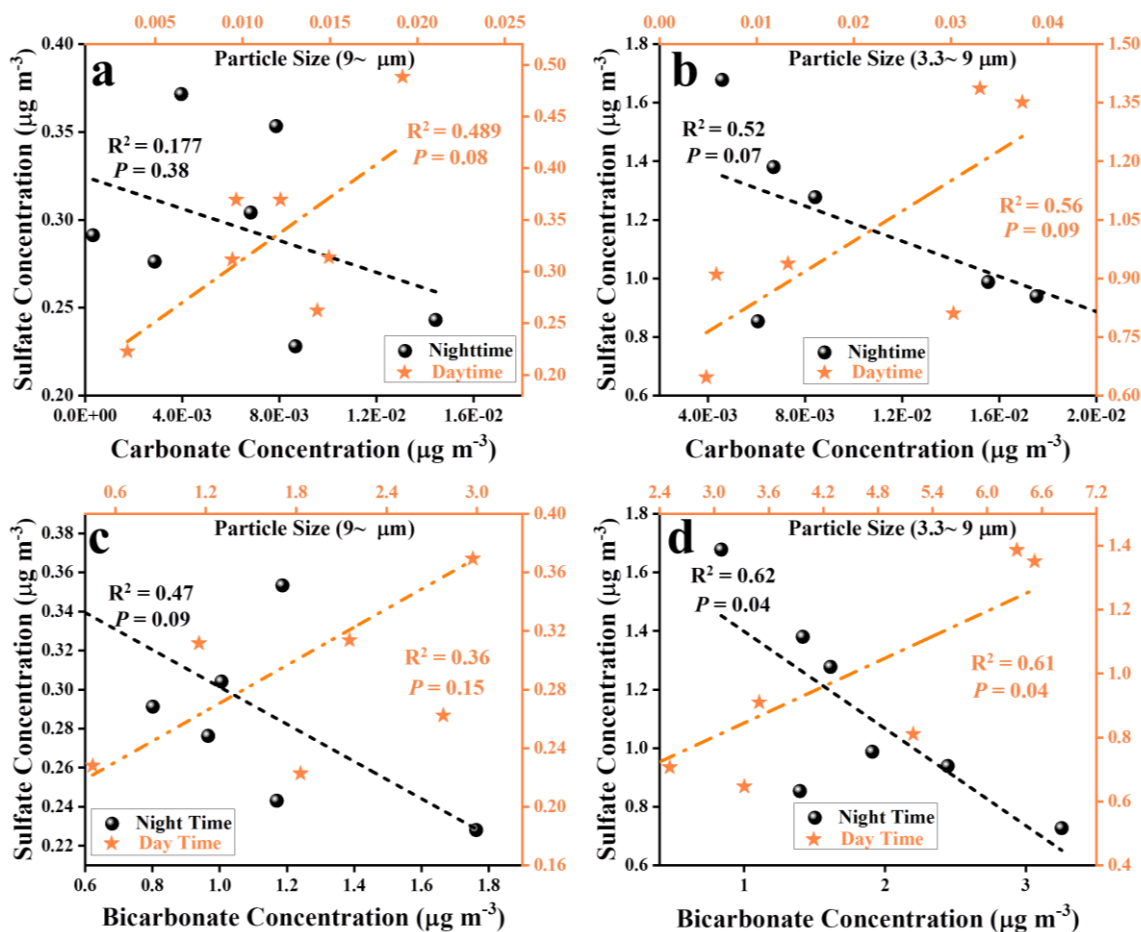 0.005 0.010 0.015 0.020 0.025
a
Particle Size (9~ μm)
0.40
0.35
0.30
0.25
0.20
Sulfate Concentration (μg m⁻³)
R² = 0.177
P = 0.38
R² = 0.489
P = 0.08
0.50
0.45
0.40
0.35
0.30
0.25
0.20
Nighttime
Daytime
0.0E+00 4.0E-03 8.0E-03 1.2E-02 1.6E-02
Carbonate Concentration (μg m⁻³)
0.00 0.01 0.02 0.03 0.04
b
Particle Size (3.3~ 9 μm)
1.8
1.6
1.4
1.2
1.0
0.8
0.6
Sulfate Concentration (μg m⁻³)
R² = 0.52
P = 0.07
R² = 0.56
P = 0.09
1.50
1.35
1.20
1.05
0.90
0.75
0.60
Nightime
Daytime
4.0E-03 8.0E-03 1.2E-02 1.6E-02 2.0E-02
Carbonate Concentration (μg m⁻³)
0.6 1.2 1.8 2.4 3.0
c
Particle Size (9~ μm)
0.38
0.36
0.34
0.32
0.30
0.28
0.26
0.24
0.22
Sulfate Concentration (μg m⁻³)
R² = 0.47
P = 0.09
R² = 0.36
P = 0.15
0.40
0.36
0.32
0.28
0.24
0.20
0.16
Night Time
Day Time
0.6 0.8 1.0 1.2 1.4 1.6 1.8
Bicarbonate Concentration (μg m⁻³)
2.4 3.0 3.6 4.2 4.8 5.4 6.0 6.6 7.2
d
Particle Size (3.3~ 9 μm)
1.8
1.6
1.4
1.2
1.0
0.8
0.6
Sulfate Concentration (μg m⁻³)
R² = 0.62
P = 0.04
R² = 0.61
P = 0.04
1.4
1.2
1.0
0.8
0.6
0.4
Night Time
Day Time
1 2 3
Bicarbonate Concentration (μg m⁻³)